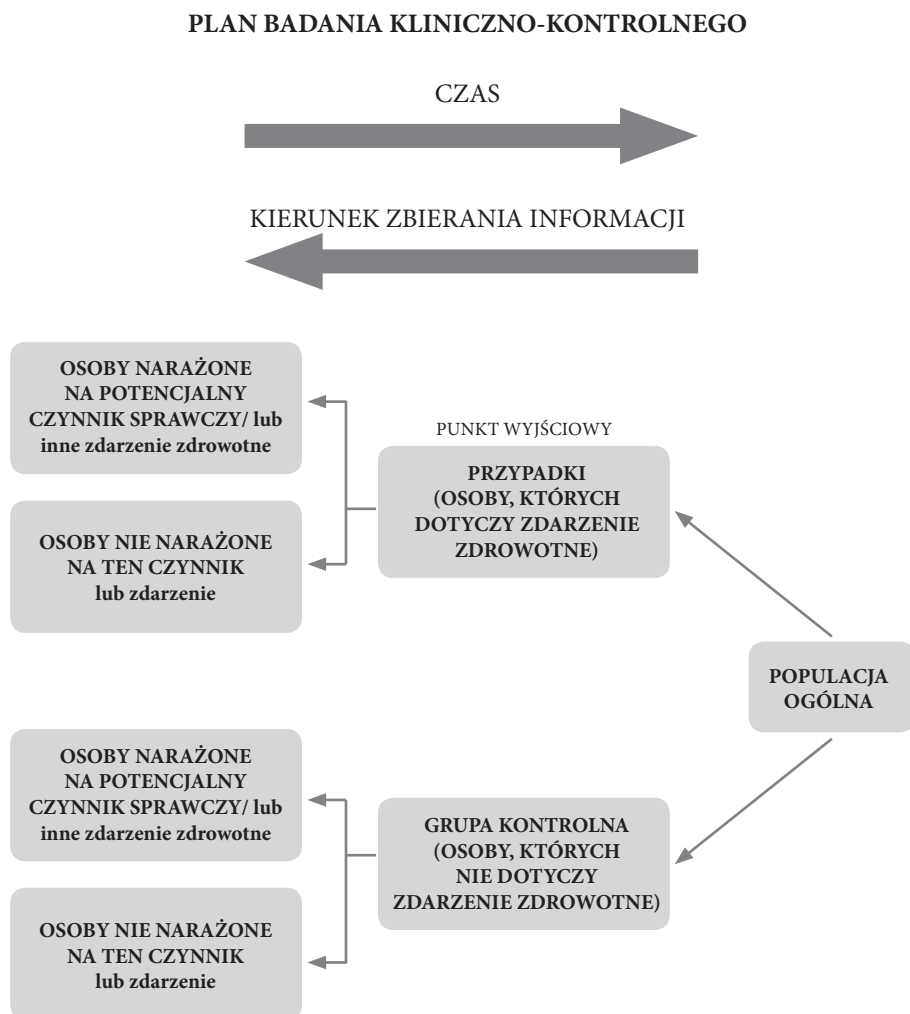 PLAN BADANIA KLINICZNO-KONTROLNEGO
CZAS
KIERUNEK ZBIERANIA INFORMACJI
OSOBY NARAŻONE
NA POTENCJALNY
CZYNNIK SPRAWCZY/ lub
inne zdarzenie zdrowotne
OSOBY NIE NARAŻONE
NA TEN CZYNNIK
lub zdarzenie
PUNKT WYJŚCIOWY
PRZYPADKI
(OSOBY, KTÓRYCH
DOTYCZY ZDARZENIE
ZDROWOTNE)
POPULACJA
OGÓLNA
OSOBY NARAŻONE
NA POTENCJALNY
CZYNNIK SPRAWCZY/ lub
inne zdarzenie zdrowotne
OSOBY NIE NARAŻONE
NA TEN CZYNNIK
lub zdarzenie
GRUPA KONTROLNA
(OSOBY, KTÓRYCH
NIE DOTYCZY
ZDARZENIE ZDROWOTNE)